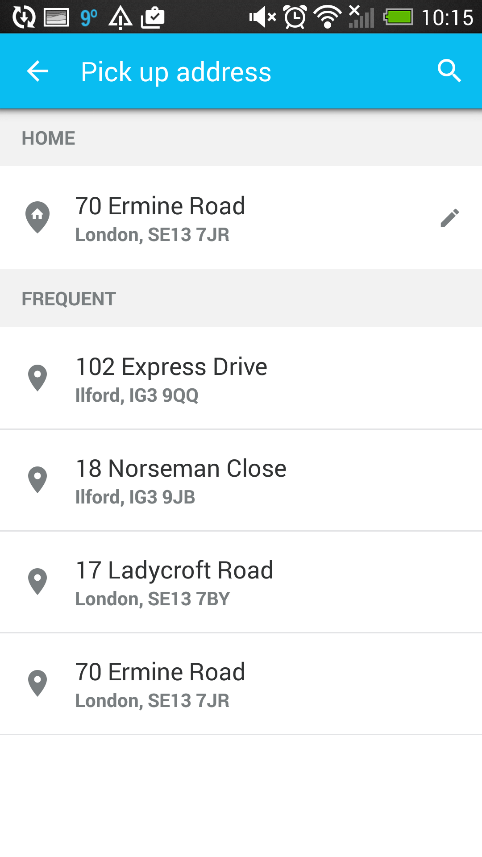 9° 10:15
Pick up address
HOME
70 Ermine Road
London, SE13 7JR
FREQUENT
102 Express Drive
Ilford, IG3 9QQ
18 Norseman Close
Ilford, IG3 9JB
17 Ladycroft Road
London, SE13 7BY
70 Ermine Road
London, SE13 7JR